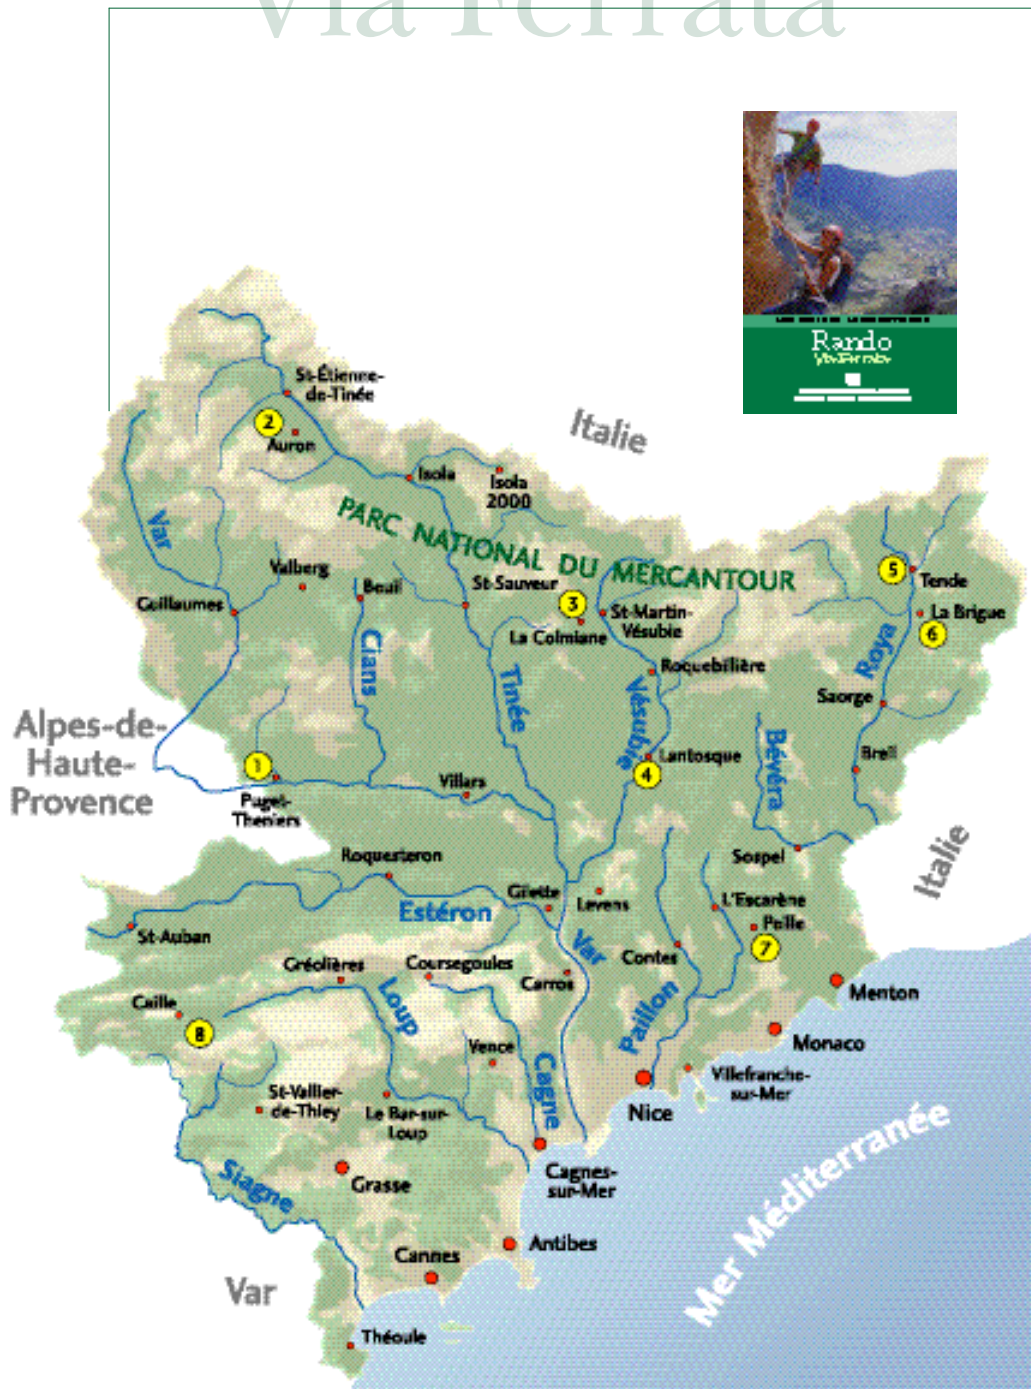 Via Ferrata
Rando
Via Ferrata
Italie
St-Étienne-
de-Tinée
2
Auron
Isola
Isola
2000
PARC NATIONAL DU MERCANTOUR
Var
Valberg
Beuil
St-Sauveur
3
5
Tende
Guillaumes
St-Martin-
Vésubie
La Brigue
6
La Colmiane
Cians
Tinée
Roya
Roquebilière
Vésubie
Saorge
Alpes-de-
Haute-
Provence
Bévéra
1
Puget-
Theniers
Villars
Lantosque
4
Breil
Italie
Roquesteron
Sospel
Estéron
Gilette
Levens
L'Escarène
Peille
7
St-Auban
Var
Contes
Gréolières
Coursegoules
Carros
Menton
Caille
8
Loup
Paillon
Monaco
Vence
Cagne
Villefranche-
sur-Mer
St-Vallier-
de-Thiey
Le Bar-sur-
Loup
Nice
Mer Méditerranée
Siagne
Grasse
Cagnes-
sur-Mer
Antibes
Cannes
Var
Théoule